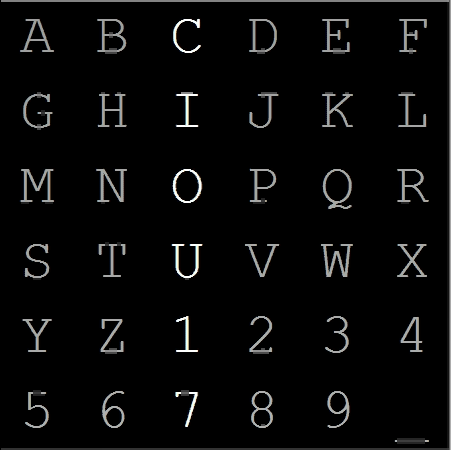 A B C D E F
G H I J K L
M N O P Q R
S T U V W X
Y Z 1 2 3 4
5 6 7 8 9 _